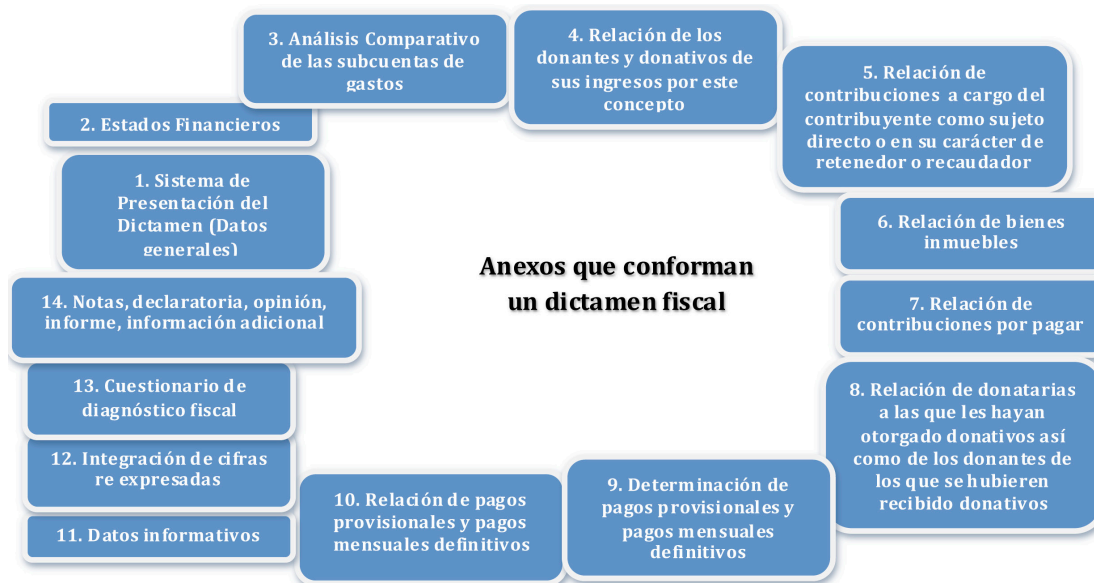 Anexos que conforman
un dictamen fiscal
1. Sistema de
Presentación del
Dictamen (Datos
generales)
2. Estados Financieros
3. Análisis Comparativo
de las subcuentas de
gastos
4. Relación de los
donantes y donativos de
sus ingresos por este
concepto
5. Relación de
contribuciones a cargo del
contribuyente como sujeto
directo o en su carácter de
retenedor o recaudador
6. Relación de bienes
inmuebles
7. Relación de
contribuciones por pagar
8. Relación de donatarias
a las que les hayan
otorgado donativos así
como de los donantes de
los que se hubieren
recibido donativos
9. Determinación de
pagos provisionales y
pagos mensuales
definitivos
10. Relación de pagos
provisionales y pagos
mensuales definitivos
11. Datos informativos
12. Integración de cifras
re expresadas
13. Cuestionario de
diagnóstico fiscal
14. Notas, declaratoria, opinión,
informe, información adicional